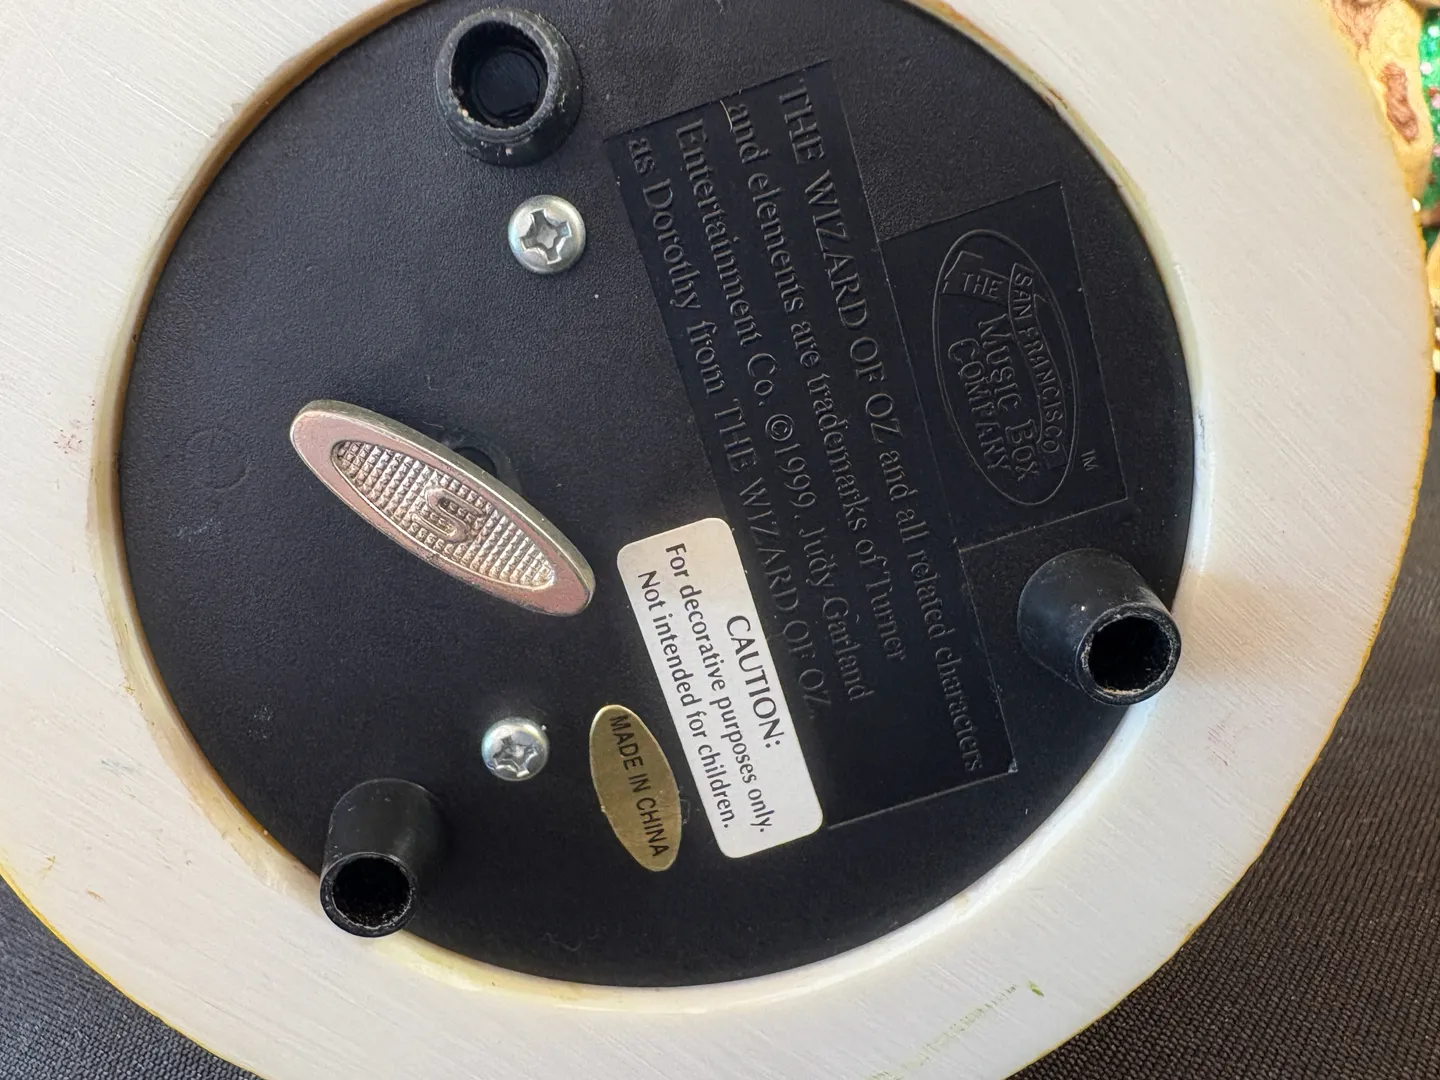 THE
SAN FRANCISCO
MUSIC BOX
COMPANY
TM
THE WIZARD OF OZ and all related characters
and elements are trademarks of Turner
Entertainment Co. ©1999. Judy Garland
as Dorothy from THE WIZARD OF OZ.
CAUTION:
For decorative purposes only.
Not intended for children.
MADE IN CHINA
S